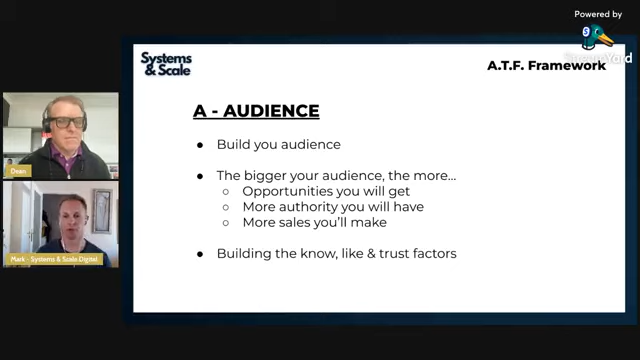 Powered by
StreamYard
Systems
& Scale
A.T.F. Framework
A - AUDIENCE
● Build you audience
● The bigger your audience, the more...
○ Opportunities you will get
○ More authority you will have
○ More sales you'll make
● Building the know, like & trust factors
Dean
Mark - Systems & Scale Digital